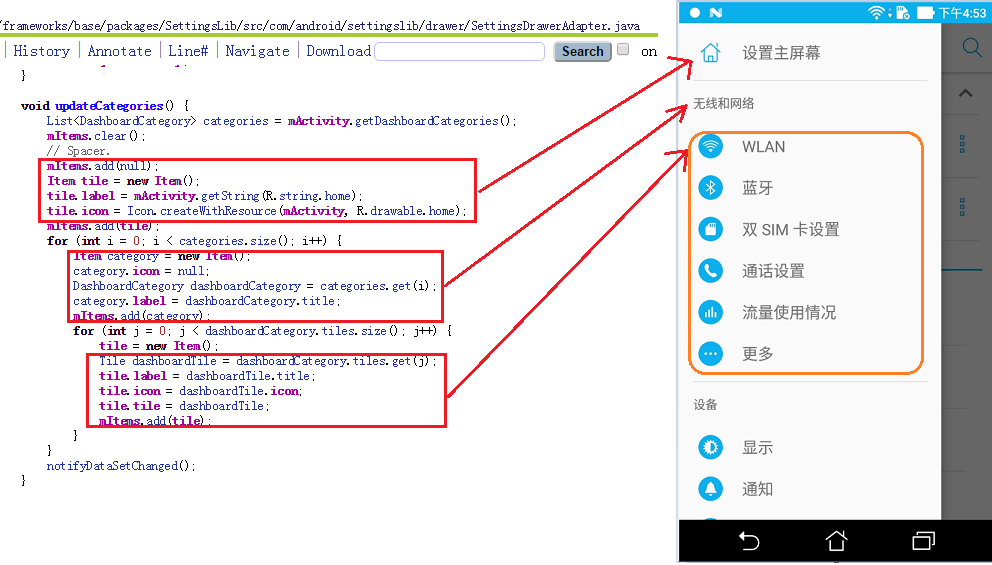 /frameworks/base/packages/SettingsLib/src/com/android/settingslib/drawer/SettingsDrawerAdapter.java
History | Annotate | Line# | Navigate | Download Search on
}
void updateCategories() {
List<DashboardCategory> categories = mActivity.getDashboardCategories();
mItems.clear();
// Spacer.
mItems.add(null);
Item tile = new Item();
tile.label = mActivity.getString(R.string.home);
tile.icon = Icon.createWithResource(mActivity, R.drawable.home);
mItems.add(tile);
for (int i = 0; i < categories.size(); i++) {
Item category = new Item();
category.icon = null;
DashboardCategory dashboardCategory = categories.get(i);
category.label = dashboardCategory.title;
mItems.add(category);
for (int j = 0; j < dashboardCategory.tiles.size(); j++) {
tile = new Item();
Tile dashboardTile = dashboardCategory.tiles.get(j);
tile.label = dashboardTile.title;
tile.icon = dashboardTile.icon;
tile.tile = dashboardTile;
mItems.add(tile);
}
}
notifyDataSetChanged();
}
下午4:53
设置主屏幕
无线和网络
WLAN
蓝牙
双 SIM 卡设置
通话设置
流量使用情况
更多
设备
显示
通知